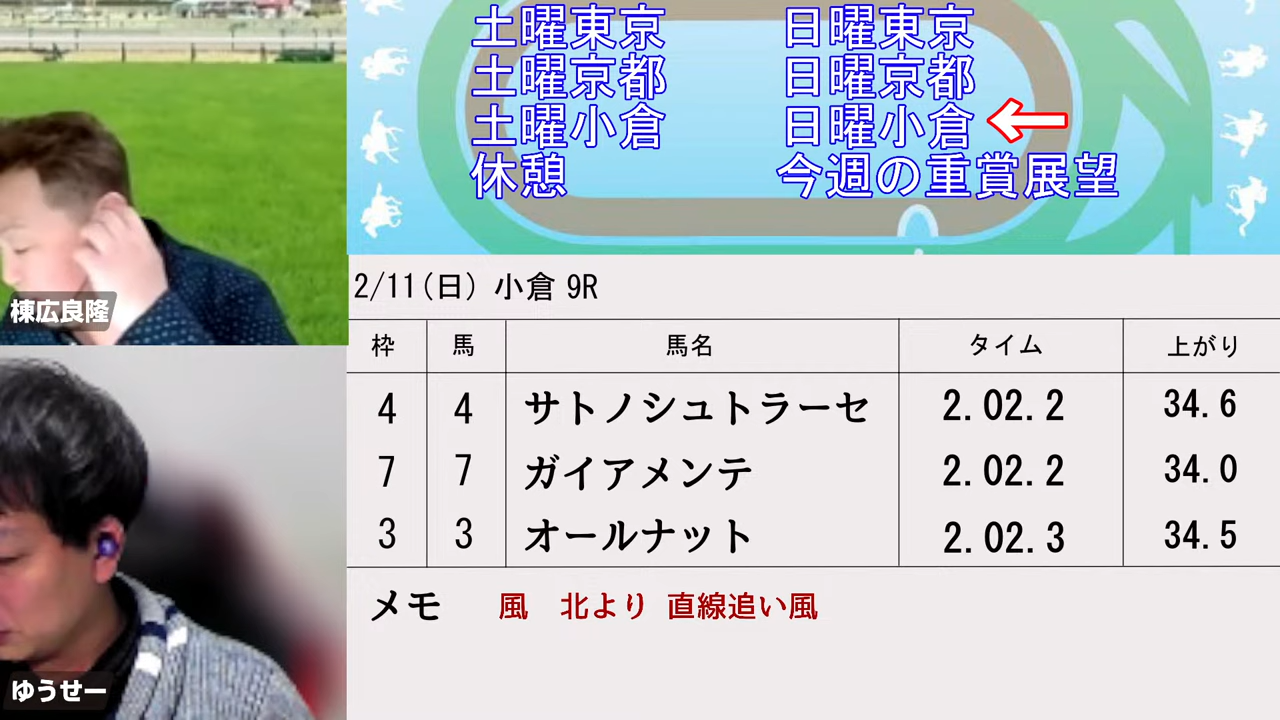 土曜東京 日曜東京
土曜京都 日曜京都
土曜小倉 日曜小倉
休憩 今週の重賞展望
2/11(日) 小倉 9R
枠 馬 馬名 タイム 上がり
4 4 サトノシュトラーセ 2.02.2 34.6
7 7 ガイアメンテ 2.02.2 34.0
3 3 オールナット 2.02.3 34.5
メモ 風 北より 直線追い風
棟広良隆
ゆうせー